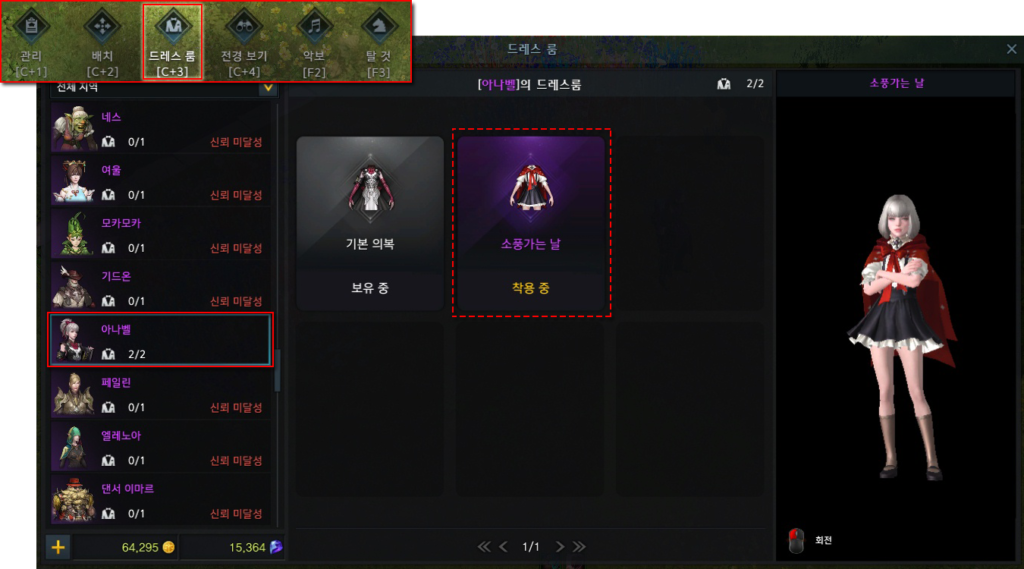 관리
[C+1]
배치
[C+2]
드레스 룸
[C+3]
전경 보기
[C+4]
악보
[F2]
탈 것
[F3]
드레스 룸
전체 지역
네스
0/1
신뢰 미달성
여울
0/1
신뢰 미달성
모카모카
0/1
신뢰 미달성
기드온
0/1
신뢰 미달성
아나벨
2/2
페일린
0/1
신뢰 미달성
엘레노아
0/1
신뢰 미달성
댄서 이마르
0/1
신뢰 미달성
64,295
15,364
[아나벨]의 드레스룸
2/2
기본 의복
보유 중
소풍가는 날
착용 중
1/1
소풍가는 날
회전